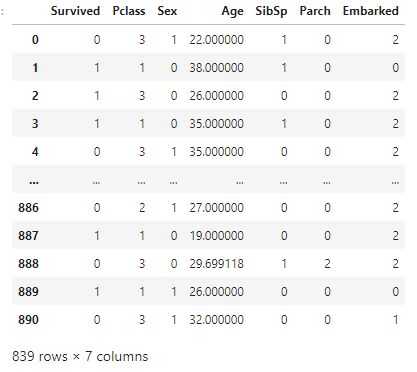 Survived Pclass Sex Age SibSp Parch Embarked
0 0 3 1 22.000000 1 0 2
1 1 1 0 38.000000 1 0 0
2 1 3 0 26.000000 0 0 2
3 1 1 0 35.000000 1 0 2
4 0 3 1 35.000000 0 0 2
... ... ... ... ... ... ... ...
886 0 2 1 27.000000 0 0 2
887 1 1 0 19.000000 0 0 2
888 0 3 0 29.699118 1 2 2
889 1 1 1 26.000000 0 0 0
890 0 3 1 32.000000 0 0 1
839 rows × 7 columns